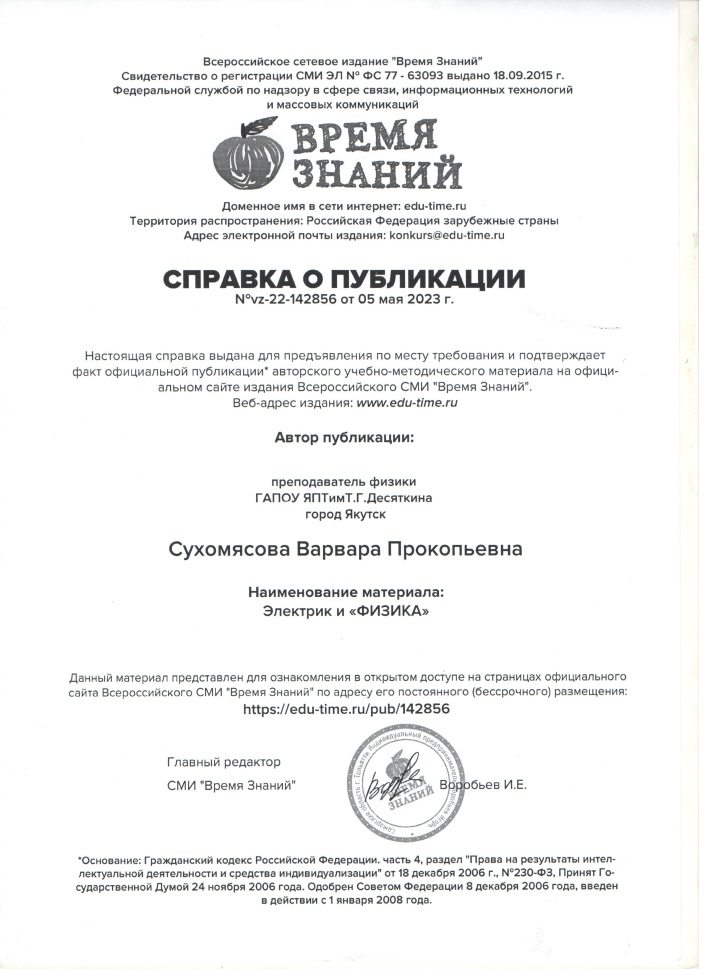 Всероссийское сетевое издание "Время Знаний"
Свидетельство о регистрации СМИ ЭЛ № ФС 77 - 63093 выдано 18.09.2015 г.
Федеральной службой по надзору в сфере связи, информационных технологий
и массовых коммуникаций
ВРЕМЯ
ЗНАНИЙ
Доменное имя в сети интернет: edu-time.ru
Территория распространения: Российская Федерация зарубежные страны
Адрес электронной почты издания: konkurs@edu-time.ru
СПРАВКА О ПУБЛИКАЦИИ
№vz-22-142856 от 05 мая 2023 г.
Настоящая справка выдана для предъявления по месту требования и подтверждает
факт официальной публикации* авторского учебно-методического материала на офици-
альном сайте издания Всероссийского СМИ "Время Знаний".
Веб-адрес издания: www.edu-time.ru
Автор публикации:
преподаватель физики
ГАПОУ ЯПТимТ.Г.Десяткина
город Якутск
Сухомясова Варвара Прокопьевна
Наименование материала:
Электрик и «ФИЗИКА»
Данный материал представлен для ознакомления в открытом доступе на страницах официального
сайта Всероссийского СМИ "Время Знаний" по адресу его постоянного (бессрочного) размещения:
https://edu-time.ru/pub/142856
Главный редактор
СМИ "Время Знаний"
Самарская область г. Тольятти Индивидуальный предприниматель Воробьев Игорь
ВРЕМЯ
ЗНАНИЙ
Воробьев И.Е.
*Основание: Гражданский кодекс Российской Федерации. часть 4, раздел "Права на результаты интел-
лектуальной деятельности и средства индивидуализации" от 18 декабря 2006 г., №230-ФЗ, Принят Го-
сударственной Думой 24 ноября 2006 года. Одобрен Советом Федерации 8 декабря 2006 года, введен
в действии с 1 января 2008 года.